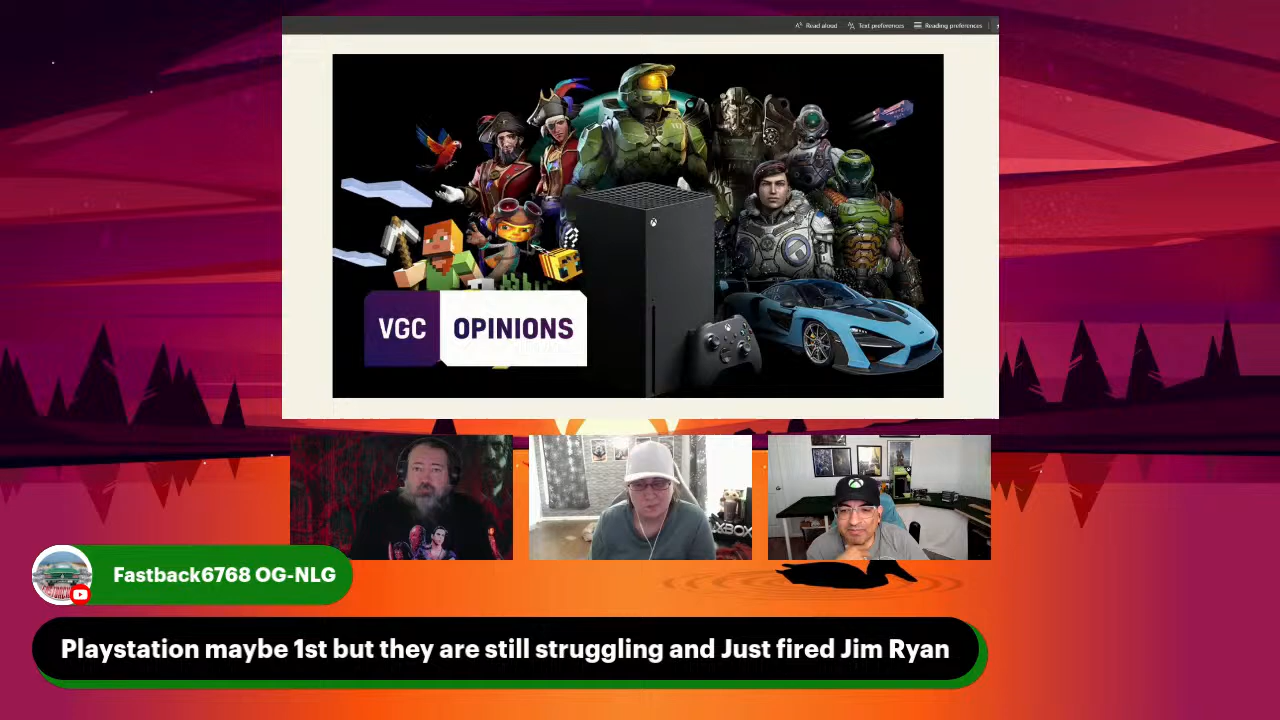 Read aloud
Text preferences
Reading preferences
VGC OPINIONS
XBOX
Fastback6768 OG-NLG
Playstation maybe 1st but they are still struggling and Just fired Jim Ryan